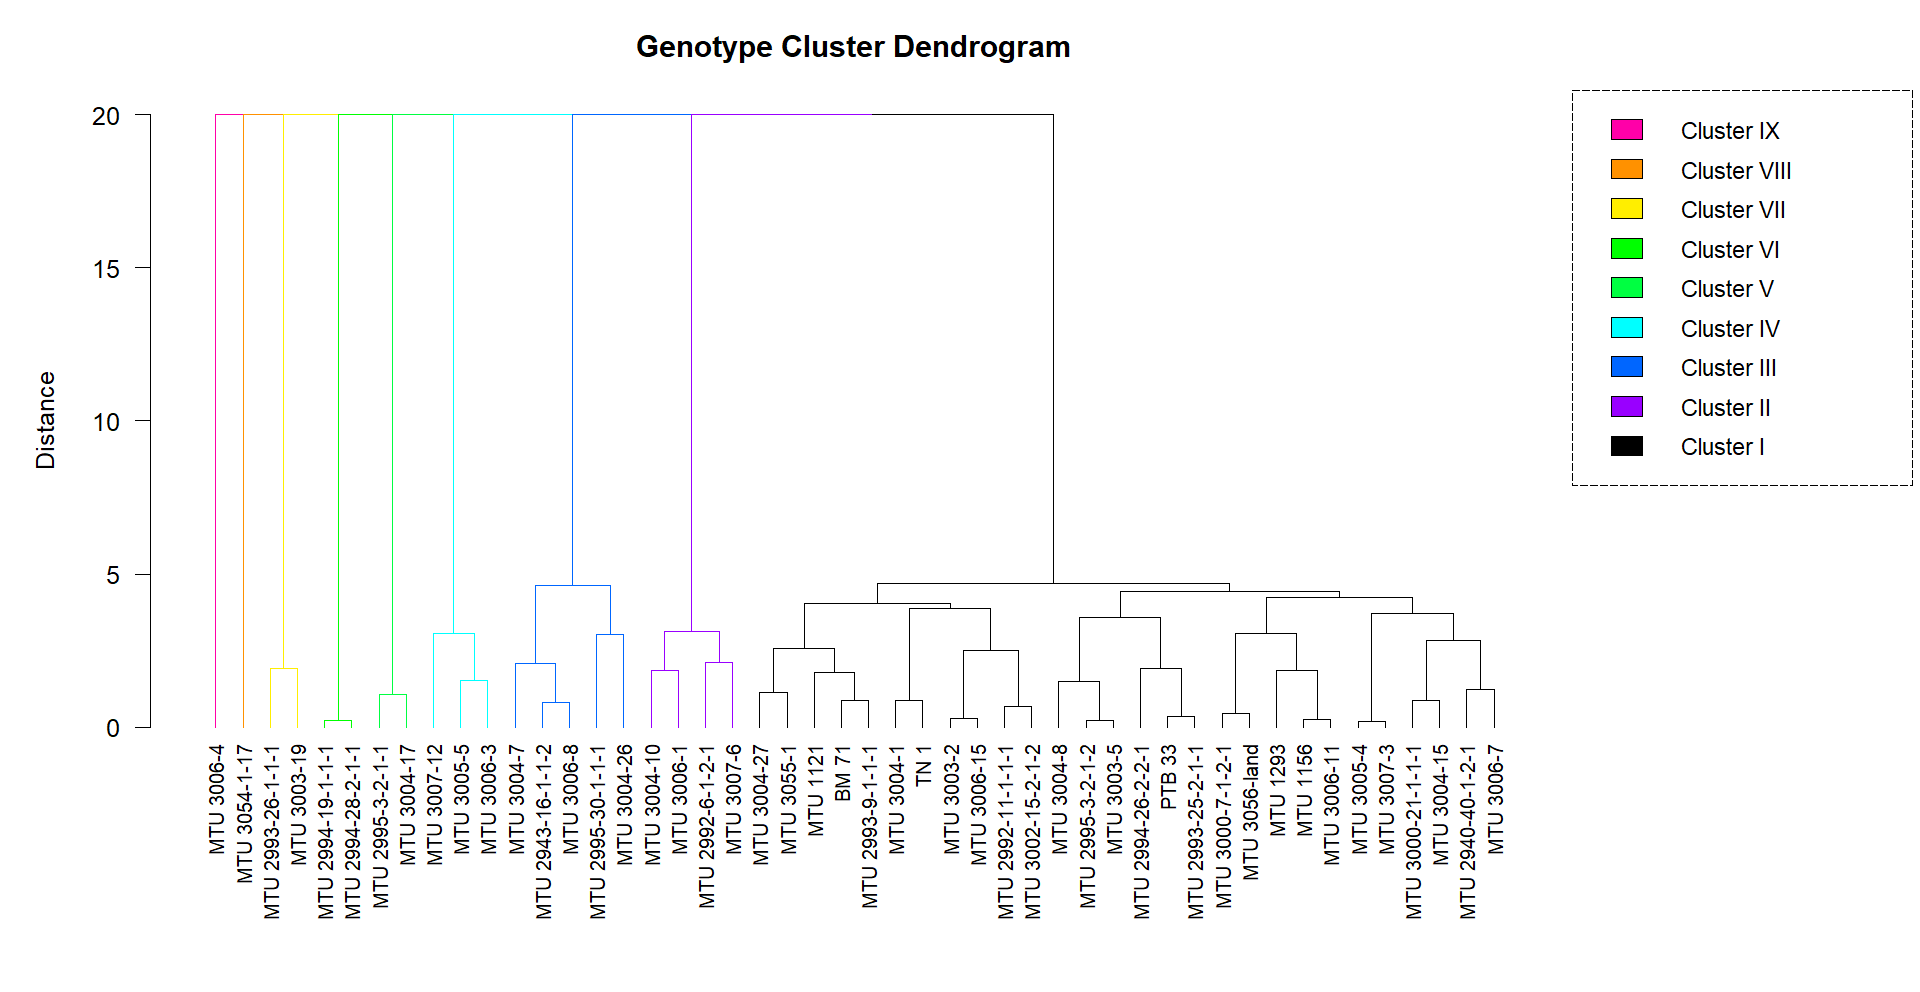 Genotype Cluster Dendrogram
Distance
20
15
10
5
0
Cluster IX
Cluster VIII
Cluster VII
Cluster VI
Cluster V
Cluster IV
Cluster III
Cluster II
Cluster I
MTU 3006-4
MTU 3054-1-17
MTU 2993-26-1-1-1
MTU 3003-19
MTU 2994-19-1-1-1
MTU 2994-28-2-1-1
MTU 2995-3-2-1-1
MTU 3004-17
MTU 3007-12
MTU 3005-5
MTU 3006-3
MTU 3004-7
MTU 2943-16-1-1-2
MTU 3006-8
MTU 2995-30-1-1-1
MTU 3004-26
MTU 3004-10
MTU 3006-1
MTU 2992-6-1-2-1
MTU 3007-6
MTU 3004-27
MTU 3055-1
MTU 1121
BM 71
MTU 2993-9-1-1-1
MTU 3004-1
TN 1
MTU 3003-2
MTU 3006-15
MTU 2992-11-1-1-1
MTU 3002-15-2-1-2
MTU 3004-8
MTU 2995-3-2-1-2
MTU 3003-5
MTU 2994-26-2-2-1
PTB 33
MTU 2993-25-2-1-1
MTU 3000-7-1-2-1
MTU 3056-land
MTU 1293
MTU 1156
MTU 3006-11
MTU 3005-4
MTU 3007-3
MTU 3000-21-1-1-1
MTU 3004-15
MTU 2940-40-1-2-1
MTU 3006-7